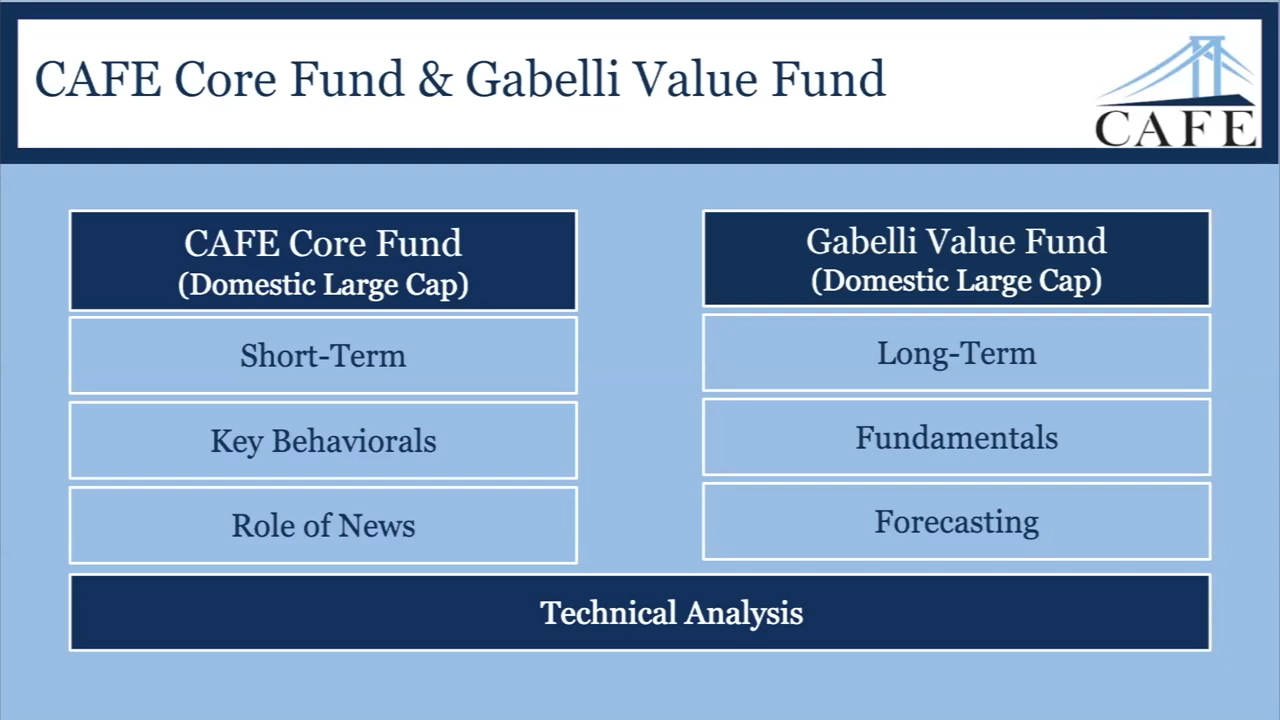 CAFE Core Fund & Gabelli Value Fund
CAFE
CAFE Core Fund
(Domestic Large Cap)
Short-Term
Key Behaviorals
Role of News
Gabelli Value Fund
(Domestic Large Cap)
Long-Term
Fundamentals
Forecasting
Technical Analysis